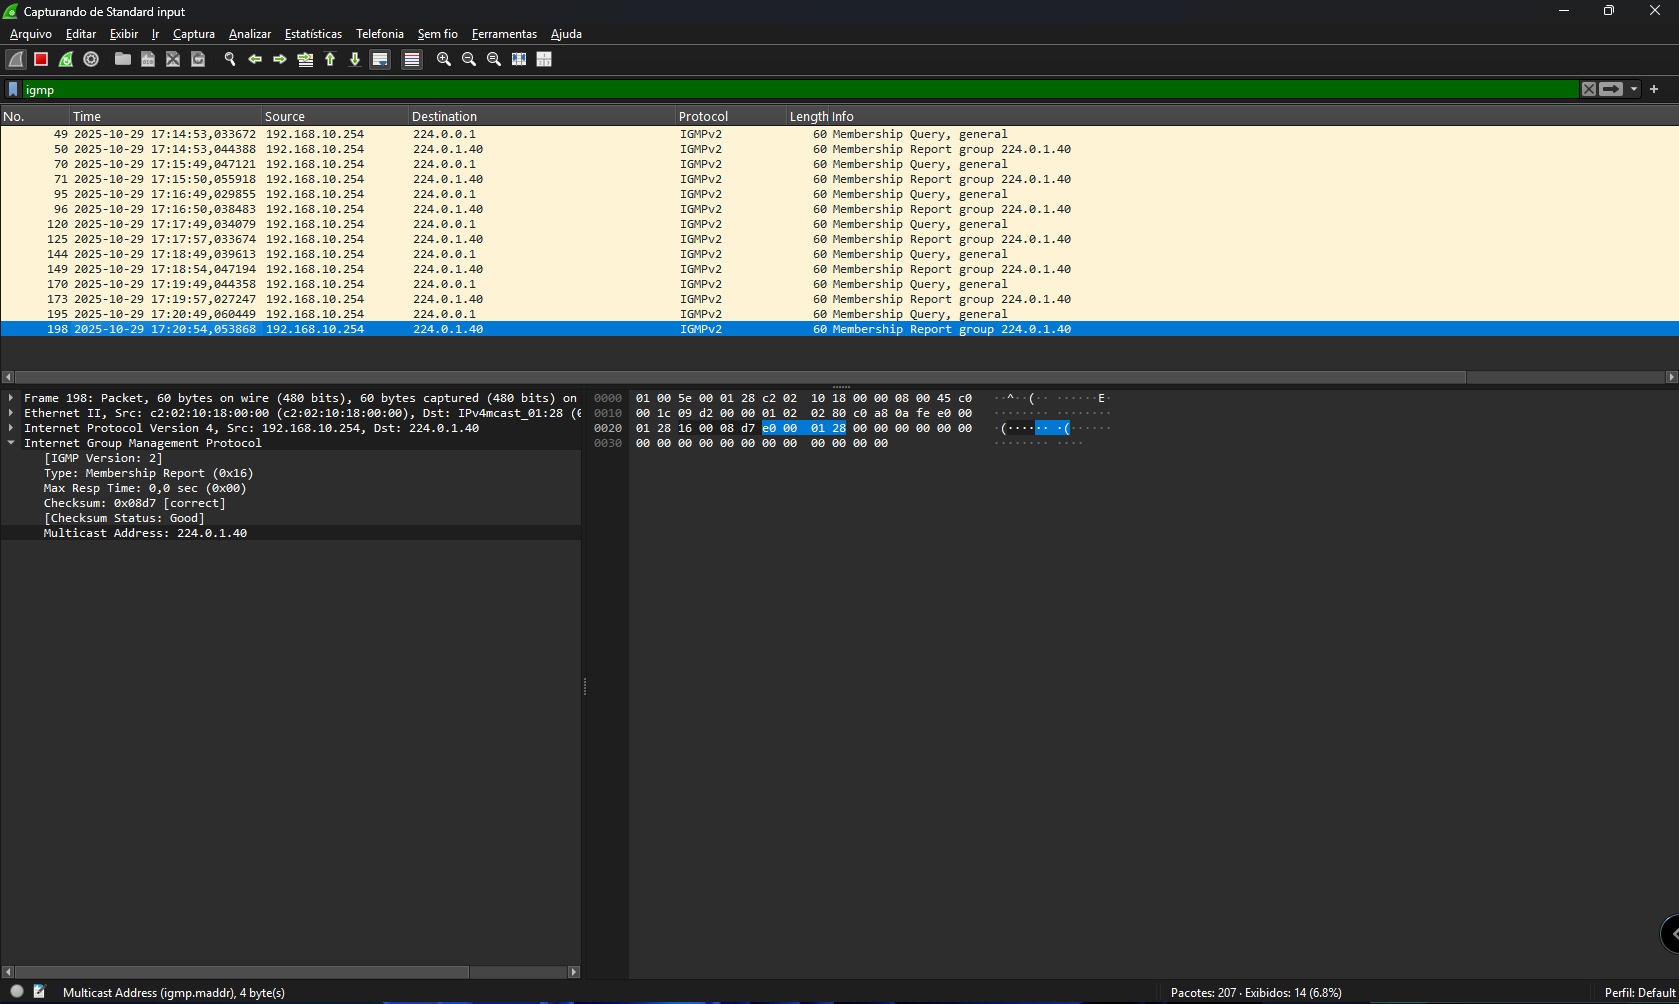 Capturando de Standard input
Arquivo Editar Exibir Ir Captura Analizar Estatísticas Telefonia Sem fio Ferramentas Ajuda
igmp
No. Time Source Destination Protocol Length Info
49 2025-10-29 17:14:53,033672 192.168.10.254 224.0.0.1 IGMPv2 60 Membership Query, general
50 2025-10-29 17:14:53,044388 192.168.10.254 224.0.1.40 IGMPv2 60 Membership Report group 224.0.1.40
70 2025-10-29 17:15:49,047121 192.168.10.254 224.0.0.1 IGMPv2 60 Membership Query, general
71 2025-10-29 17:15:50,055918 192.168.10.254 224.0.1.40 IGMPv2 60 Membership Report group 224.0.1.40
95 2025-10-29 17:16:49,029855 192.168.10.254 224.0.0.1 IGMPv2 60 Membership Query, general
96 2025-10-29 17:16:50,038483 192.168.10.254 224.0.1.40 IGMPv2 60 Membership Report group 224.0.1.40
120 2025-10-29 17:17:49,034079 192.168.10.254 224.0.0.1 IGMPv2 60 Membership Query, general
125 2025-10-29 17:17:57,033674 192.168.10.254 224.0.1.40 IGMPv2 60 Membership Report group 224.0.1.40
144 2025-10-29 17:18:49,039613 192.168.10.254 224.0.0.1 IGMPv2 60 Membership Query, general
149 2025-10-29 17:18:54,047194 192.168.10.254 224.0.1.40 IGMPv2 60 Membership Report group 224.0.1.40
170 2025-10-29 17:19:49,044358 192.168.10.254 224.0.0.1 IGMPv2 60 Membership Query, general
173 2025-10-29 17:19:57,027247 192.168.10.254 224.0.1.40 IGMPv2 60 Membership Report group 224.0.1.40
195 2025-10-29 17:20:49,060449 192.168.10.254 224.0.0.1 IGMPv2 60 Membership Query, general
198 2025-10-29 17:20:54,053868 192.168.10.254 224.0.1.40 IGMPv2 60 Membership Report group 224.0.1.40
Frame 198: Packet, 60 bytes on wire (480 bits), 60 bytes captured (480 bits) on
Ethernet II, Src: c2:02:10:18:00:00 (c2:02:10:18:00:00), Dst: IPv4mcast_01:28 (0
Internet Protocol Version 4, Src: 192.168.10.254, Dst: 224.0.1.40
Internet Group Management Protocol
[IGMP Version: 2]
Type: Membership Report (0x16)
Max Resp Time: 0,0 sec (0x00)
Checksum: 0x08d7 [correct]
[Checksum Status: Good]
Multicast Address: 224.0.1.40
0000 01 00 5e 00 01 28 c2 02 10 18 00 00 08 00 45 c0 ··^··(·· ······E·
0010 00 1c 09 d2 00 00 01 02 02 80 c0 a8 0a fe e0 00 ········ ········
0020 01 28 16 00 08 d7 e0 00 01 28 00 00 00 00 00 00 ·(······ ·(······
0030 00 00 00 00 00 00 00 00 00 00 00 00 ········ ····
Multicast Address (igmp.maddr), 4 byte(s)
Pacotes: 207 · Exibidos: 14 (6.8%)
Perfil: Default